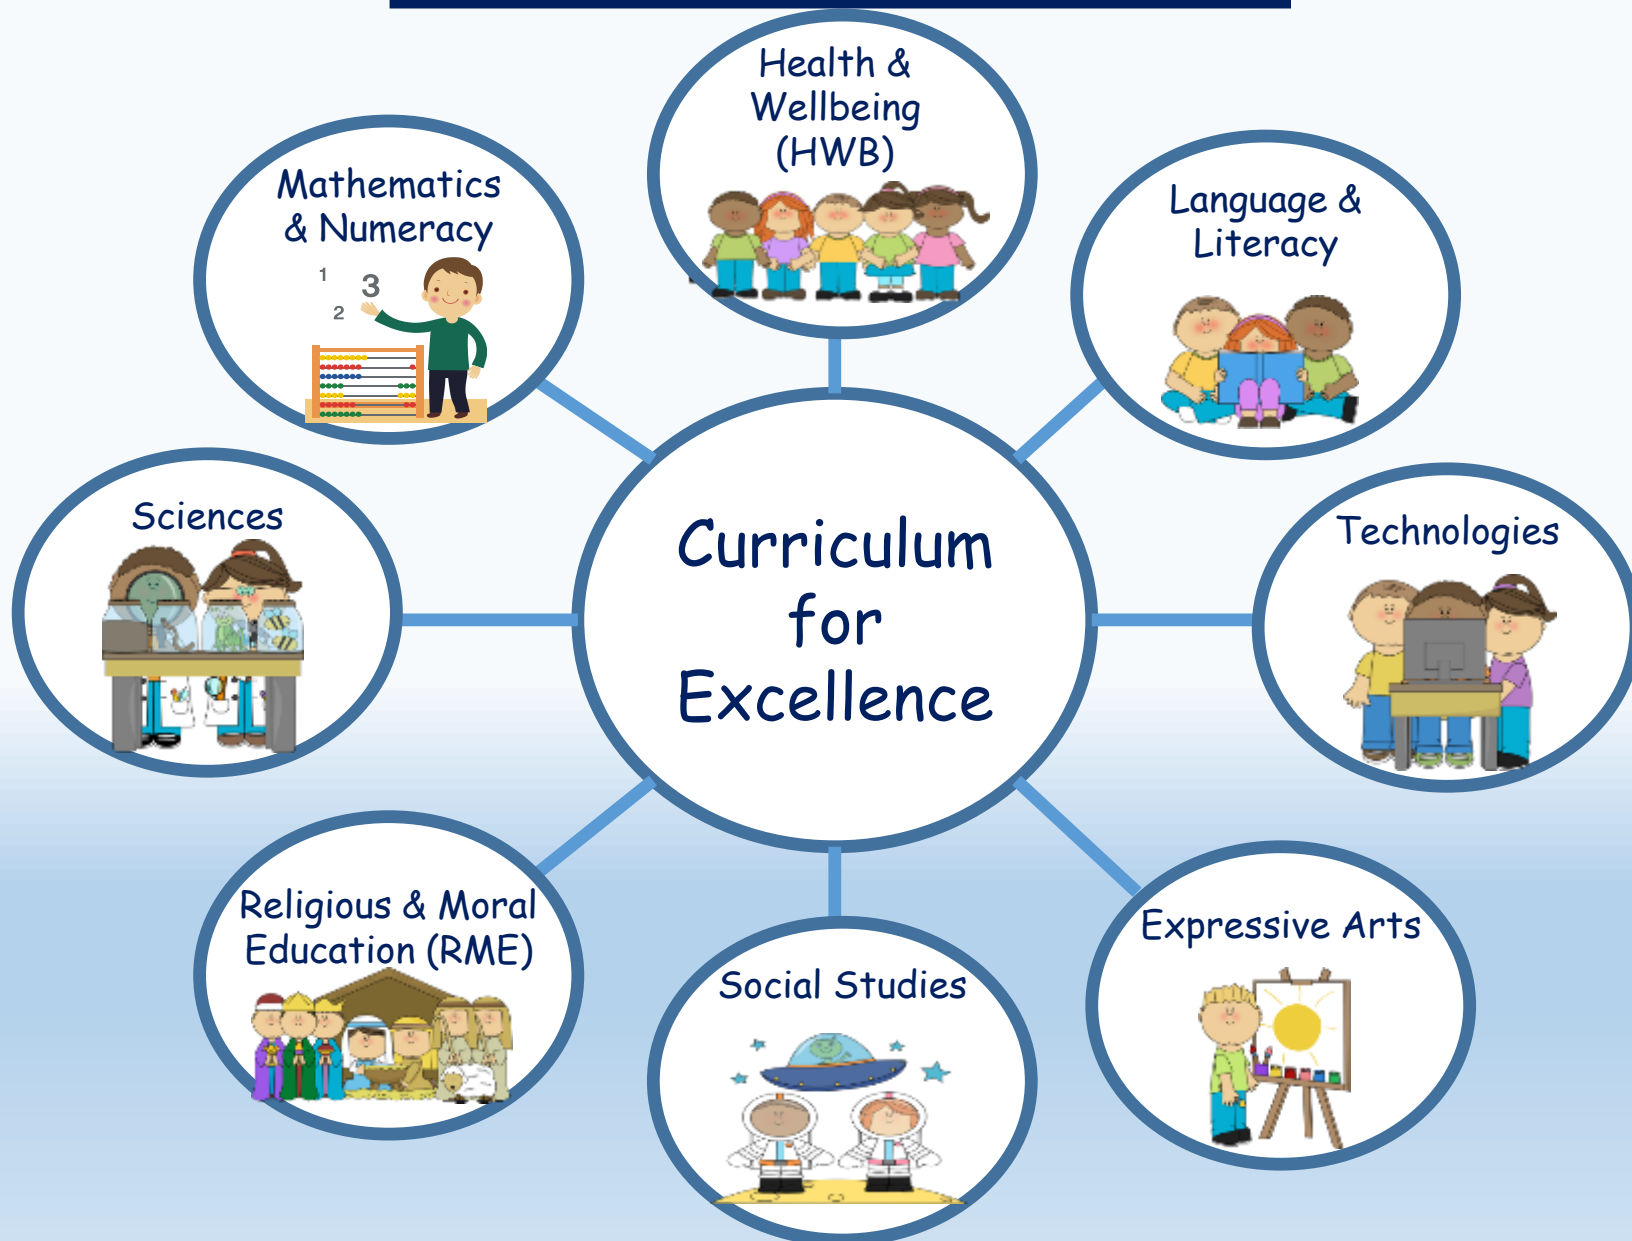 Health &
Wellbeing
(HWB)
Mathematics
& Numeracy
1
3
2
Language &
Literacy
Sciences
Curriculum
for
Excellence
Technologies
Religious & Moral
Education (RME)
Social Studies
Expressive Arts